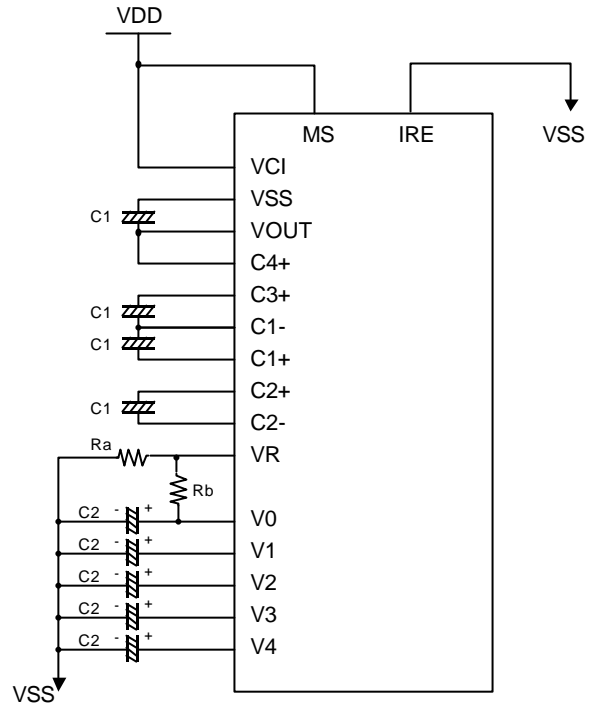 VDD
MS IRE VSS
VCI
VSS
C1 VOUT
C4+
C3+
C1 C1-
C1 C1+
C2+
C1 C2-
Ra VR
Rb
C2 - + V0
C2 - + V1
C2 - + V2
C2 - + V3
C2 - + V4
VSS